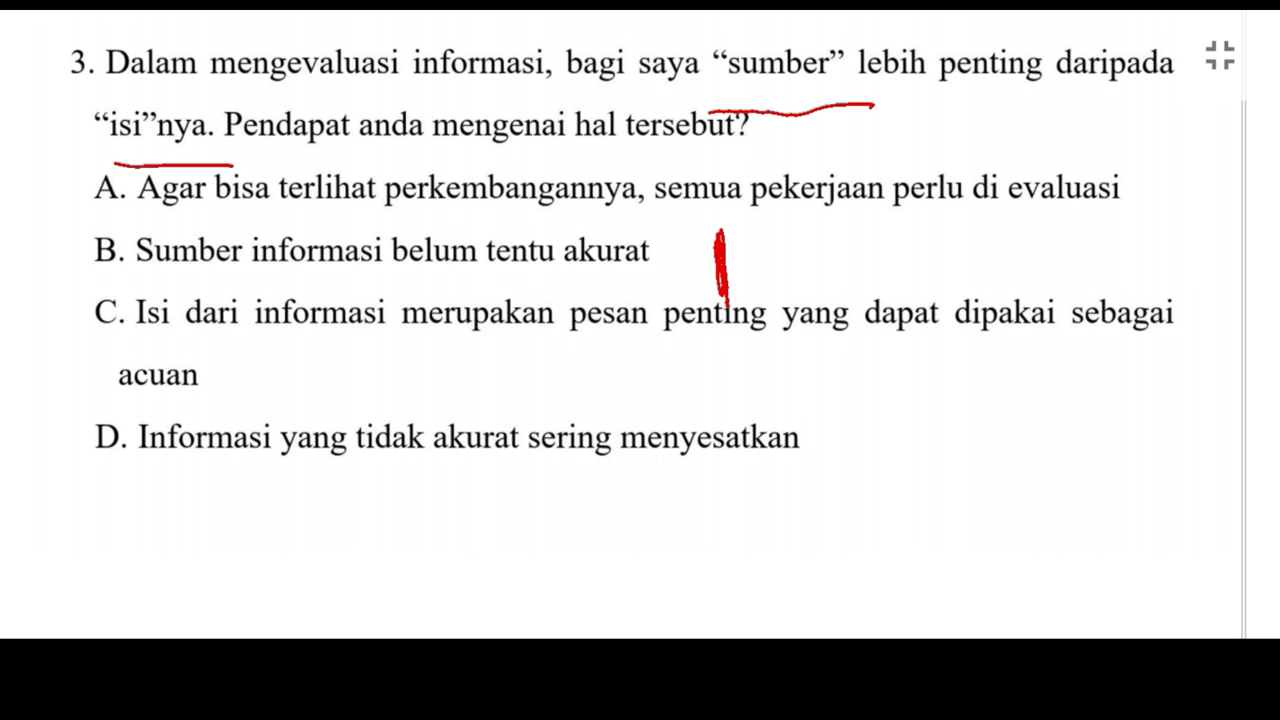 3. Dalam mengevaluasi informasi, bagi saya “sumber” lebih penting daripada
“isi”nya. Pendapat anda mengenai hal tersebut?
A. Agar bisa terlihat perkembangannya, semua pekerjaan perlu di evaluasi
B. Sumber informasi belum tentu akurat
C. Isi dari informasi merupakan pesan penting yang dapat dipakai sebagai
acuan
D. Informasi yang tidak akurat sering menyesatkan